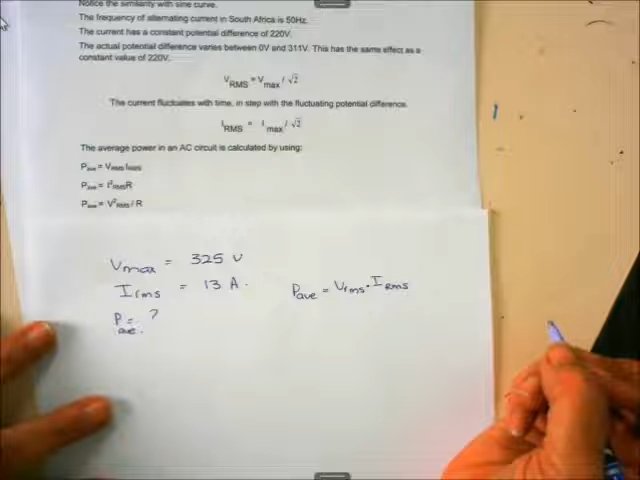 Notice the similarity with sine curve.
The frequency of alternating current in South Africa is 50Hz.
The current has a constant potential difference of 220V.
The actual potential difference varies between 0V and 311V. This has the same effect as a
constant value of 220V.
VRMS = Vmax / √2
The current fluctuates with time, in step with the fluctuating potential difference.
IRMS = Imax / √2
The average power in an AC circuit is calculated by using:
Pave = VRMSIRMS
Pave = I²RMSR
Pave = V²RMS / R
Vmax = 325 V
Irms = 13 A.
Pave = Vrms · IRms
Pave. = ?